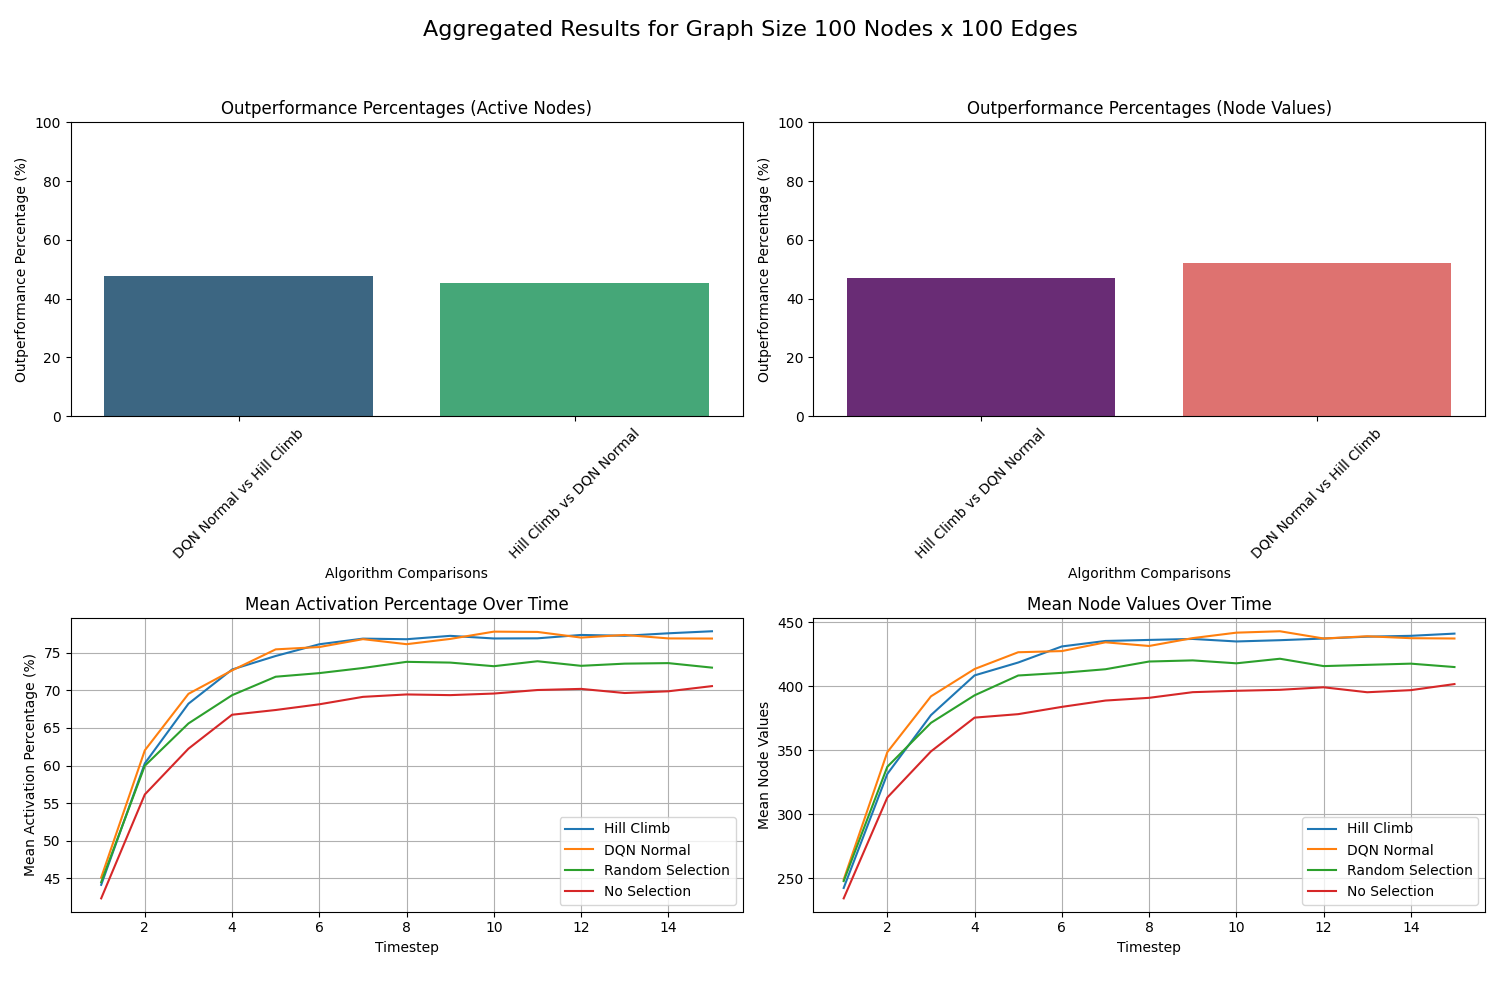 Aggregated Results for Graph Size 100 Nodes x 100 Edges
Outperformance Percentages (Active Nodes)
Outperformance Percentage (%)
100
80
60
40
20
0
DQN Normal vs Hill Climb
Hill Climb vs DQN Normal
Algorithm Comparisons
Outperformance Percentages (Node Values)
Outperformance Percentage (%)
100
80
60
40
20
0
Hill Climb vs DQN Normal
DQN Normal vs Hill Climb
Algorithm Comparisons
Mean Activation Percentage Over Time
Mean Activation Percentage (%)
75
70
65
60
55
50
45
Hill Climb
DQN Normal
Random Selection
No Selection
2 4 6 8 10 12 14
Timestep
Mean Node Values Over Time
Mean Node Values
450
400
350
300
250
Hill Climb
DQN Normal
Random Selection
No Selection
2 4 6 8 10 12 14
Timestep